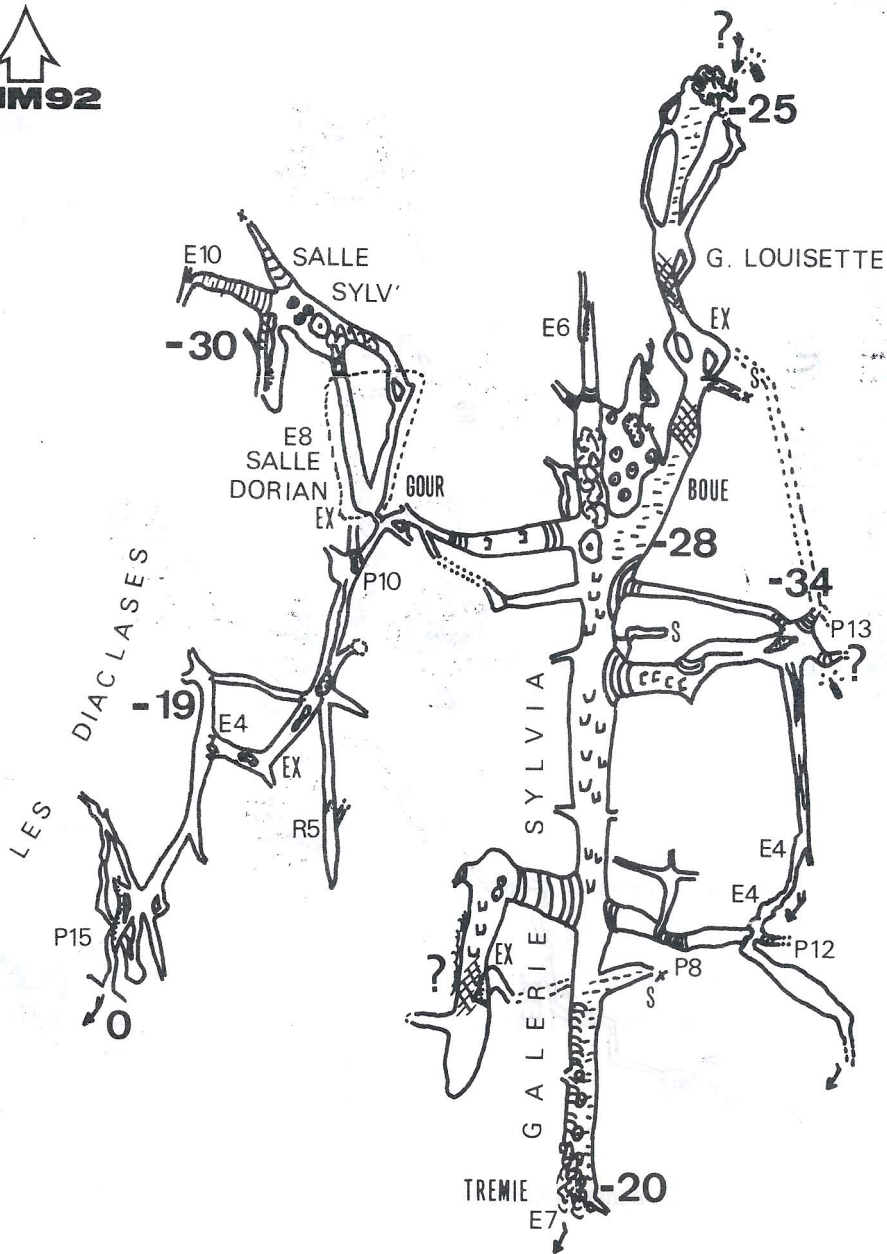 NM92
?
-25
E10
SALLE
SYLV'
G. LOUISETTE
-30
E6
EX
S
E8
SALLE
DORIAN
GOUR
EX
BOUE
-28
P10
-34
P13
?
S
LES DIACLASES
-19
E4
EX
R5
GALERIE SYLVIA
E4
E4
P15
P8
P12
EX
?
S
0
TREMIE
-20
E7